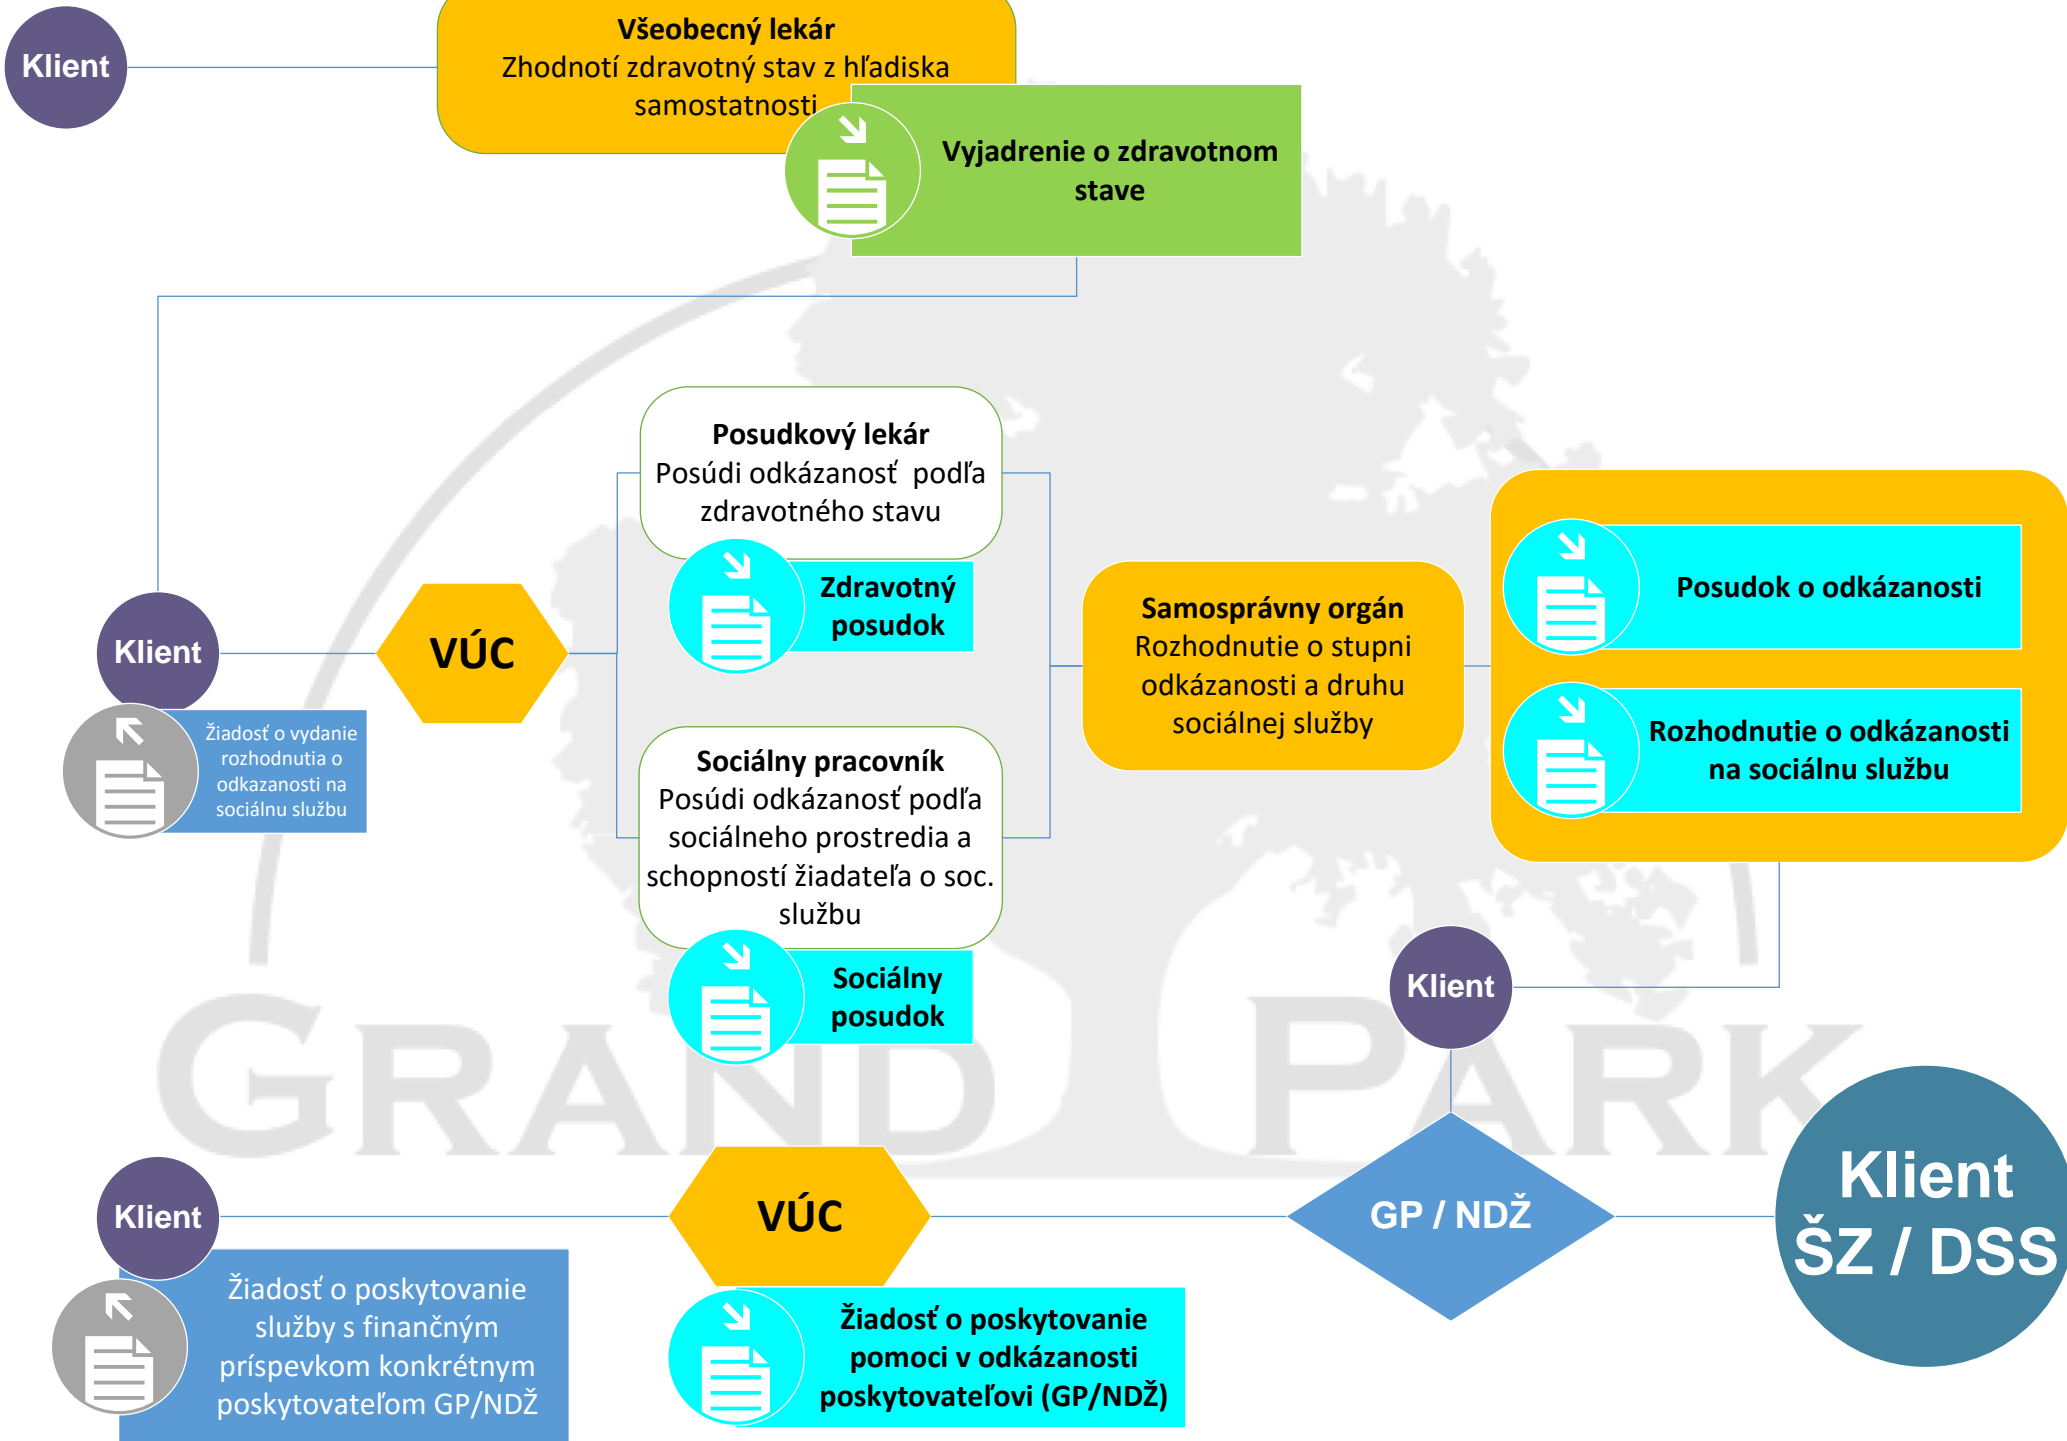 Klient
Všeobecný lekár
Zhodnotí zdravotný stav z hľadiska
samostatnosti
Vyjadrenie o zdravotnom
stave
Posudkový lekár
Posúdi odkázanosť podľa
zdravotného stavu
Zdravotný
posudok
Klient
Žiadosť o vydanie
rozhodnutia o
odkazanosti na
sociálnu službu
VÚC
Sociálny pracovník
Posúdi odkázanosť podľa
sociálneho prostredia a
schopností žiadateľa o soc.
službu
Sociálny
posudok
Samosprávny orgán
Rozhodnutie o stupni
odkázanosti a druhu
sociálnej služby
Posudok o odkázanosti
Rozhodnutie o odkázanosti
na sociálnu službu
Klient
GRAND PARK
Klient
Žiadosť o poskytovanie
služby s finančným
príspevkom konkrétnym
poskytovateľom GP/NDŽ
VÚC
Žiadosť o poskytovanie
pomoci v odkázanosti
poskytovateľovi (GP/NDŽ)
GP / NDŽ
Klient
ŠZ / DSS